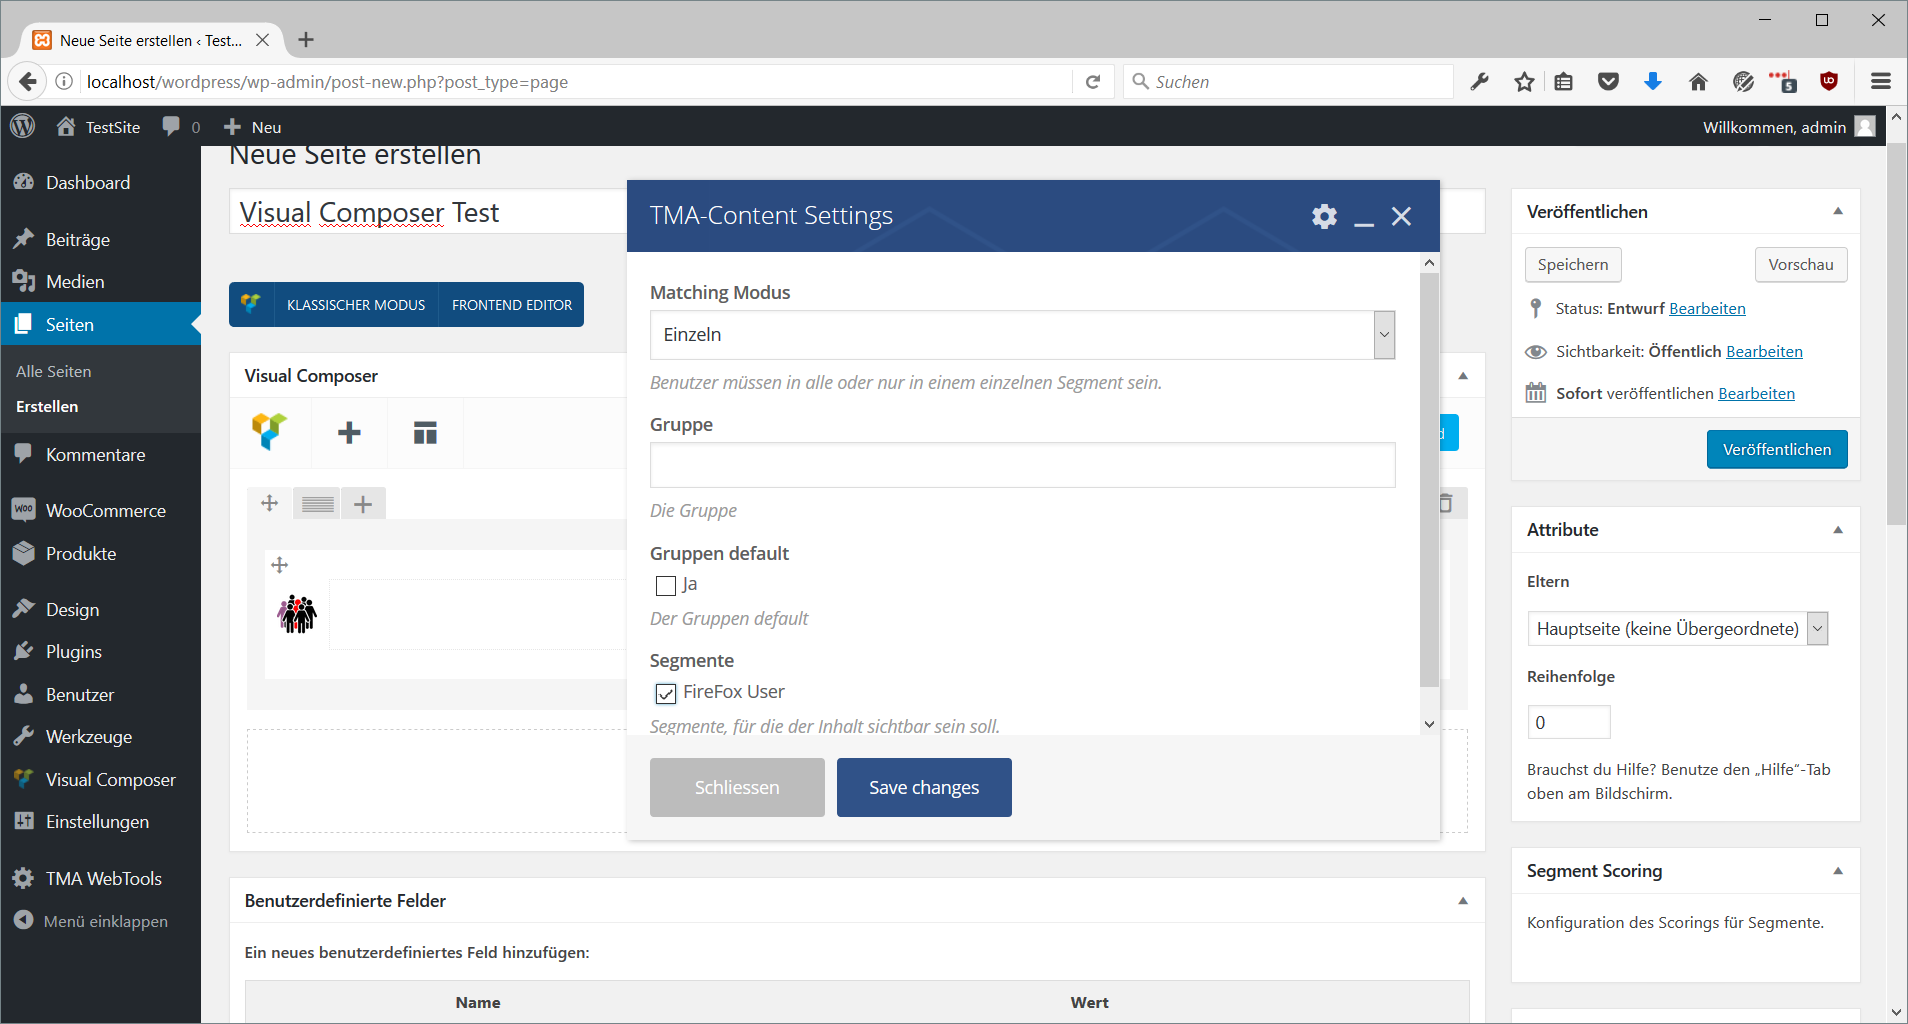 Neue Seite erstellen ‹ Test...
localhost/wordpress/wp-admin/post-new.php?post_type=page
Suchen
5
TestSite
0
Neu
Willkommen, admin
Dashboard
Beiträge
Medien
Seiten
Alle Seiten
Erstellen
Kommentare
WooCommerce
Produkte
Design
Plugins
Benutzer
Werkzeuge
Visual Composer
Einstellungen
TMA WebTools
Menü einklappen
Neue Seite erstellen
Visual Composer Test
KLASSISCHER MODUS
FRONTEND EDITOR
Visual Composer
d
TMA-Content Settings
Matching Modus
Einzeln
Benutzer müssen in alle oder nur in einem einzelnen Segment sein.
Gruppe
Die Gruppe
Gruppen default
Ja
Der Gruppen default
Segmente
FireFox User
Segmente, für die der Inhalt sichtbar sein soll.
Schliessen
Save changes
Benutzerdefinierte Felder
Ein neues benutzerdefiniertes Feld hinzufügen:
Name
Wert
Veröffentlichen
Speichern
Vorschau
Status: Entwurf Bearbeiten
Sichtbarkeit: Öffentlich Bearbeiten
Sofort veröffentlichen Bearbeiten
Veröffentlichen
Attribute
Eltern
Hauptseite (keine Übergeordnete)
Reihenfolge
0
Brauchst du Hilfe? Benutze den „Hilfe“-Tab
oben am Bildschirm.
Segment Scoring
Konfiguration des Scorings für Segmente.